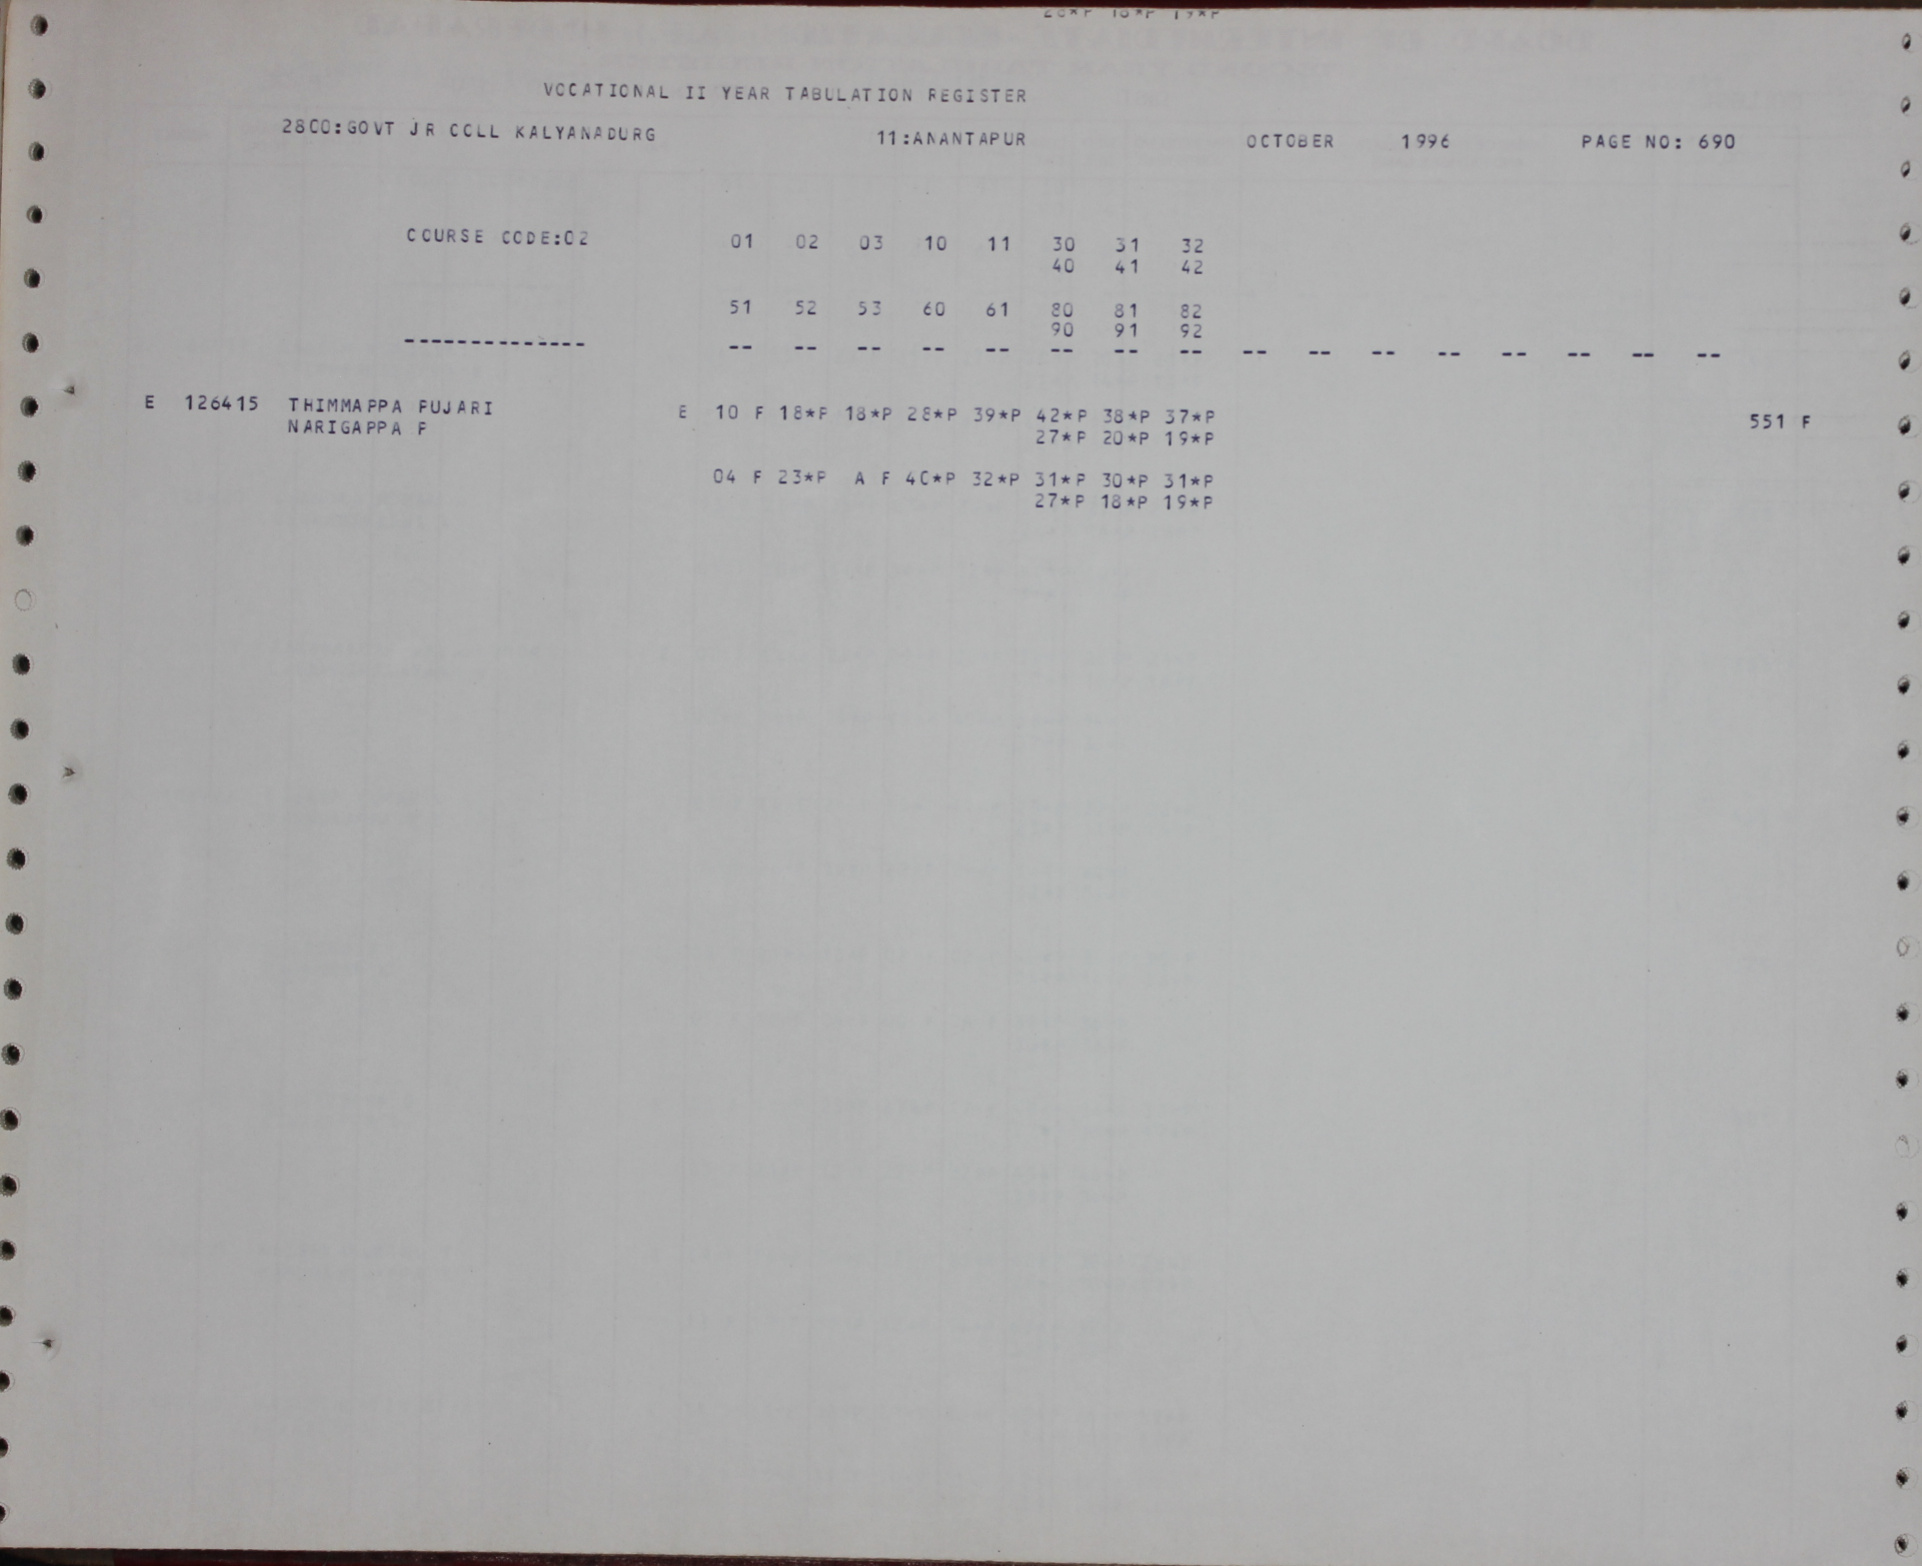 VOCATIONAL II YEAR TABULATION REGISTER
2800:GOVT JR COLL KALYANADURG 11:ANANTAPUR OCTOBER 1996 PAGE NO: 690
COURSE CODE:02 01 02 03 10 11 30 31 32
40 41 42
51 52 53 60 61 80 81 82
90 91 92
-------------- -- -- -- -- -- -- -- -- -- -- -- -- -- -- -- --
E 126415 THIMMAPPA PUJARI E 10 F 18*P 18*P 28*P 39*P 42*P 38*P 37*P 551 F
NARIGAPPA P 27*P 20*P 19*P
04 F 23*P A F 40*P 32*P 31*P 30*P 31*P
27*P 18*P 19*P